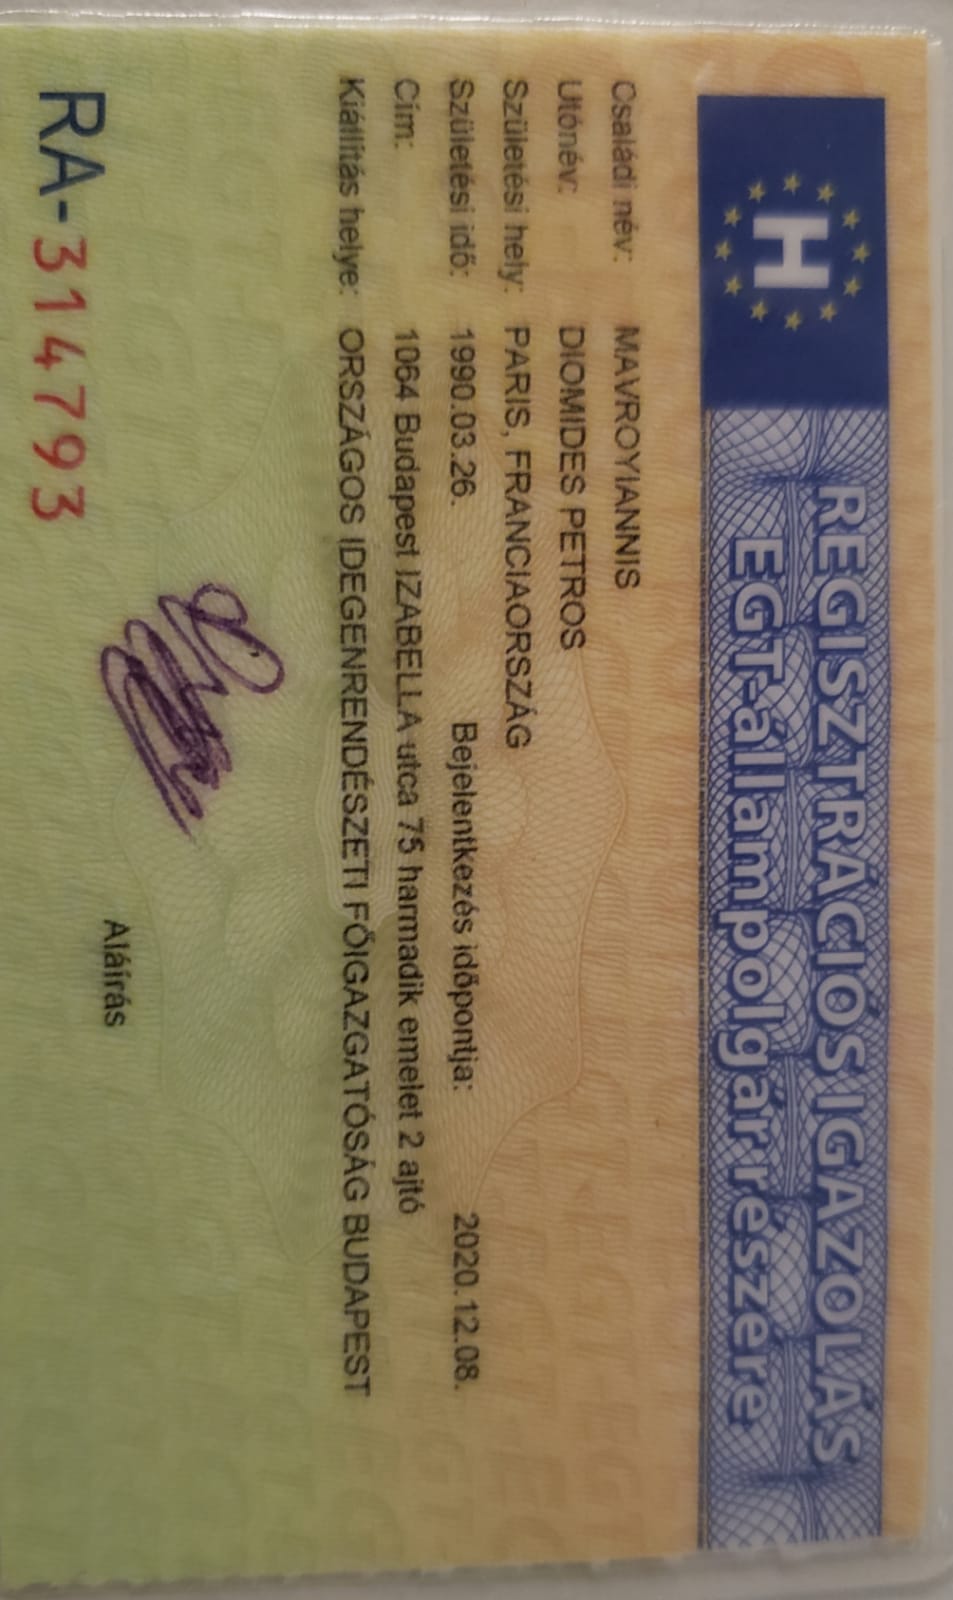 H
REGISZTRÁCIÓS IGAZOLÁS
EGT-állampolgár részére
Családi név: MAVROYIANNIS
Utónév: DIOMIDES PETROS
Születési hely: PARIS, FRANCIAORSZÁG
Születési idő: 1990.03.26. Bejelentkezés időpontja: 2020.12.08.
Cím: 1064 Budapest IZABELLA utca 75 harmadik emelet 2 ajtó
Kiállítás helye: ORSZÁGOS IDEGENRENDÉSZETI FŐIGAZGATÓSÁG BUDAPEST
Aláírás
RA-314793